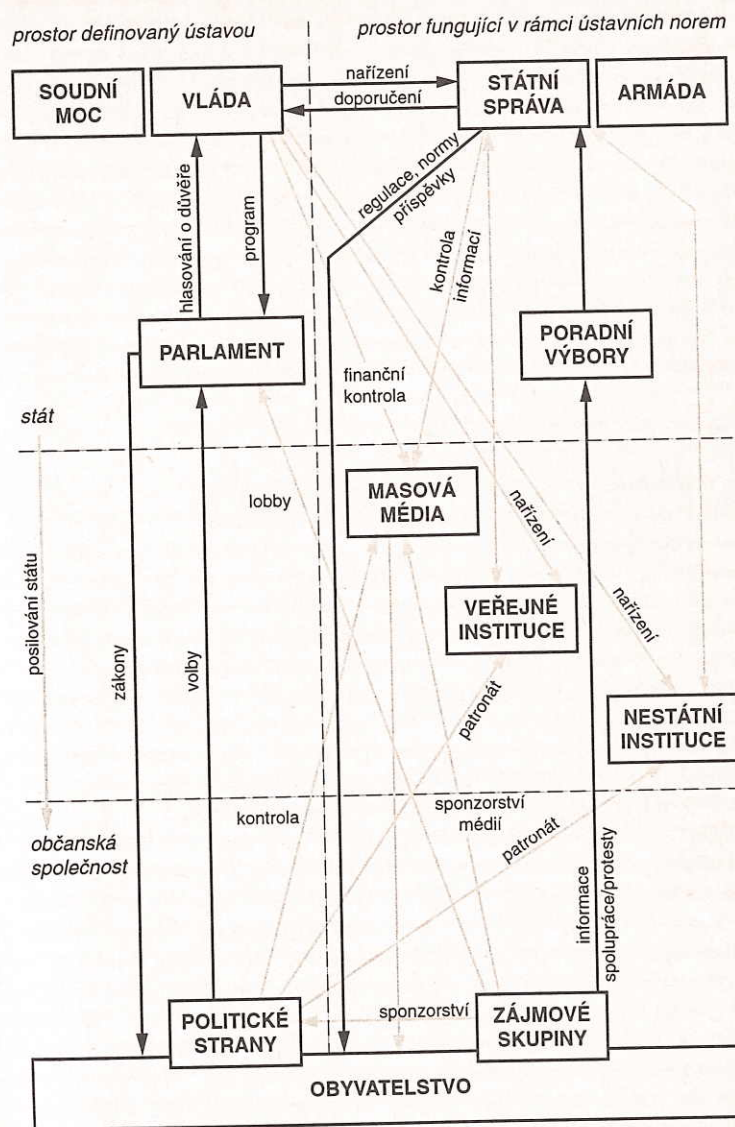 prostor definovaný ústavou
prostor fungující v rámci ústavních norem
SOUDNÍ
MOC
VLÁDA
nařízení
doporučení
STÁTNÍ
SPRÁVA
ARMÁDA
hlasování o důvěře
program
regulace, normy
příspěvky
kontrola
informací
PARLAMENT
PORADNÍ
VÝBORY
finanční
kontrola
stát
lobby
MASOVÁ
MÉDIA
nařízení
VEŘEJNÉ
INSTITUCE
nařízení
posilování státu
zákony
volby
patronát
NESTÁTNÍ
INSTITUCE
kontrola
sponzorství
médií
patronát
občanská
společnost
informace
spolupráce/protesty
POLITICKÉ
STRANY
sponzorství
ZÁJMOVÉ
SKUPINY
OBYVATELSTVO